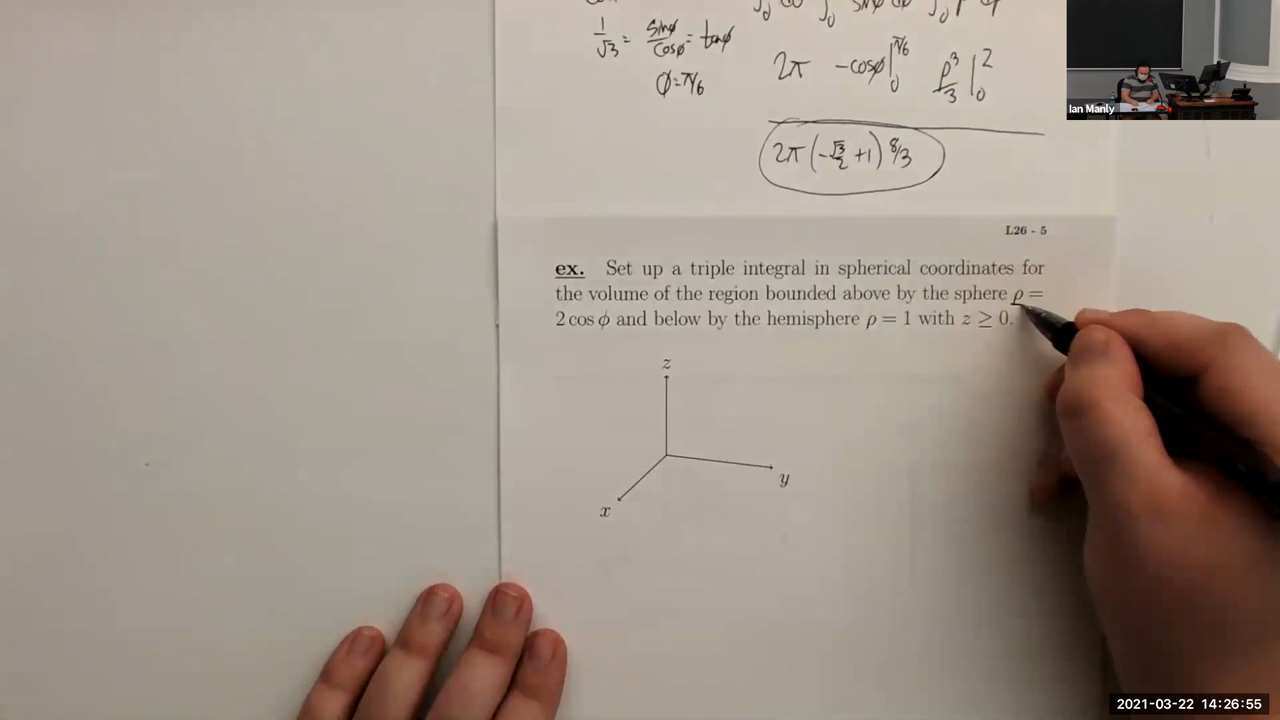 1/√3 = sinϕ/cosϕ = tanϕ
ϕ=π/6
2π -cosϕ|₀^π/6 ρ³/3|₀²
2π(-√3/2 +1) 8/3
Ian Manly
L26 - 5
ex. Set up a triple integral in spherical coordinates for
the volume of the region bounded above by the sphere ρ =
2 cos ϕ and below by the hemisphere ρ = 1 with z ≥ 0.
z
y
x
2021-03-22 14:26:55